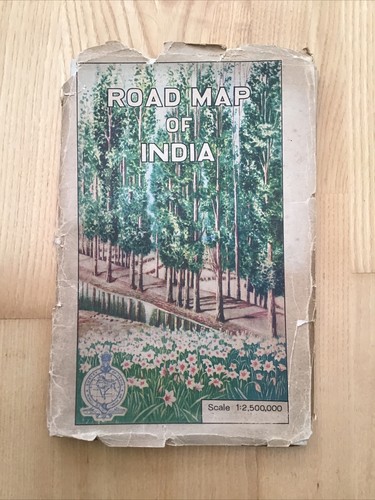 ROAD MAP
OF
INDIA
Scale 1:2,500,000